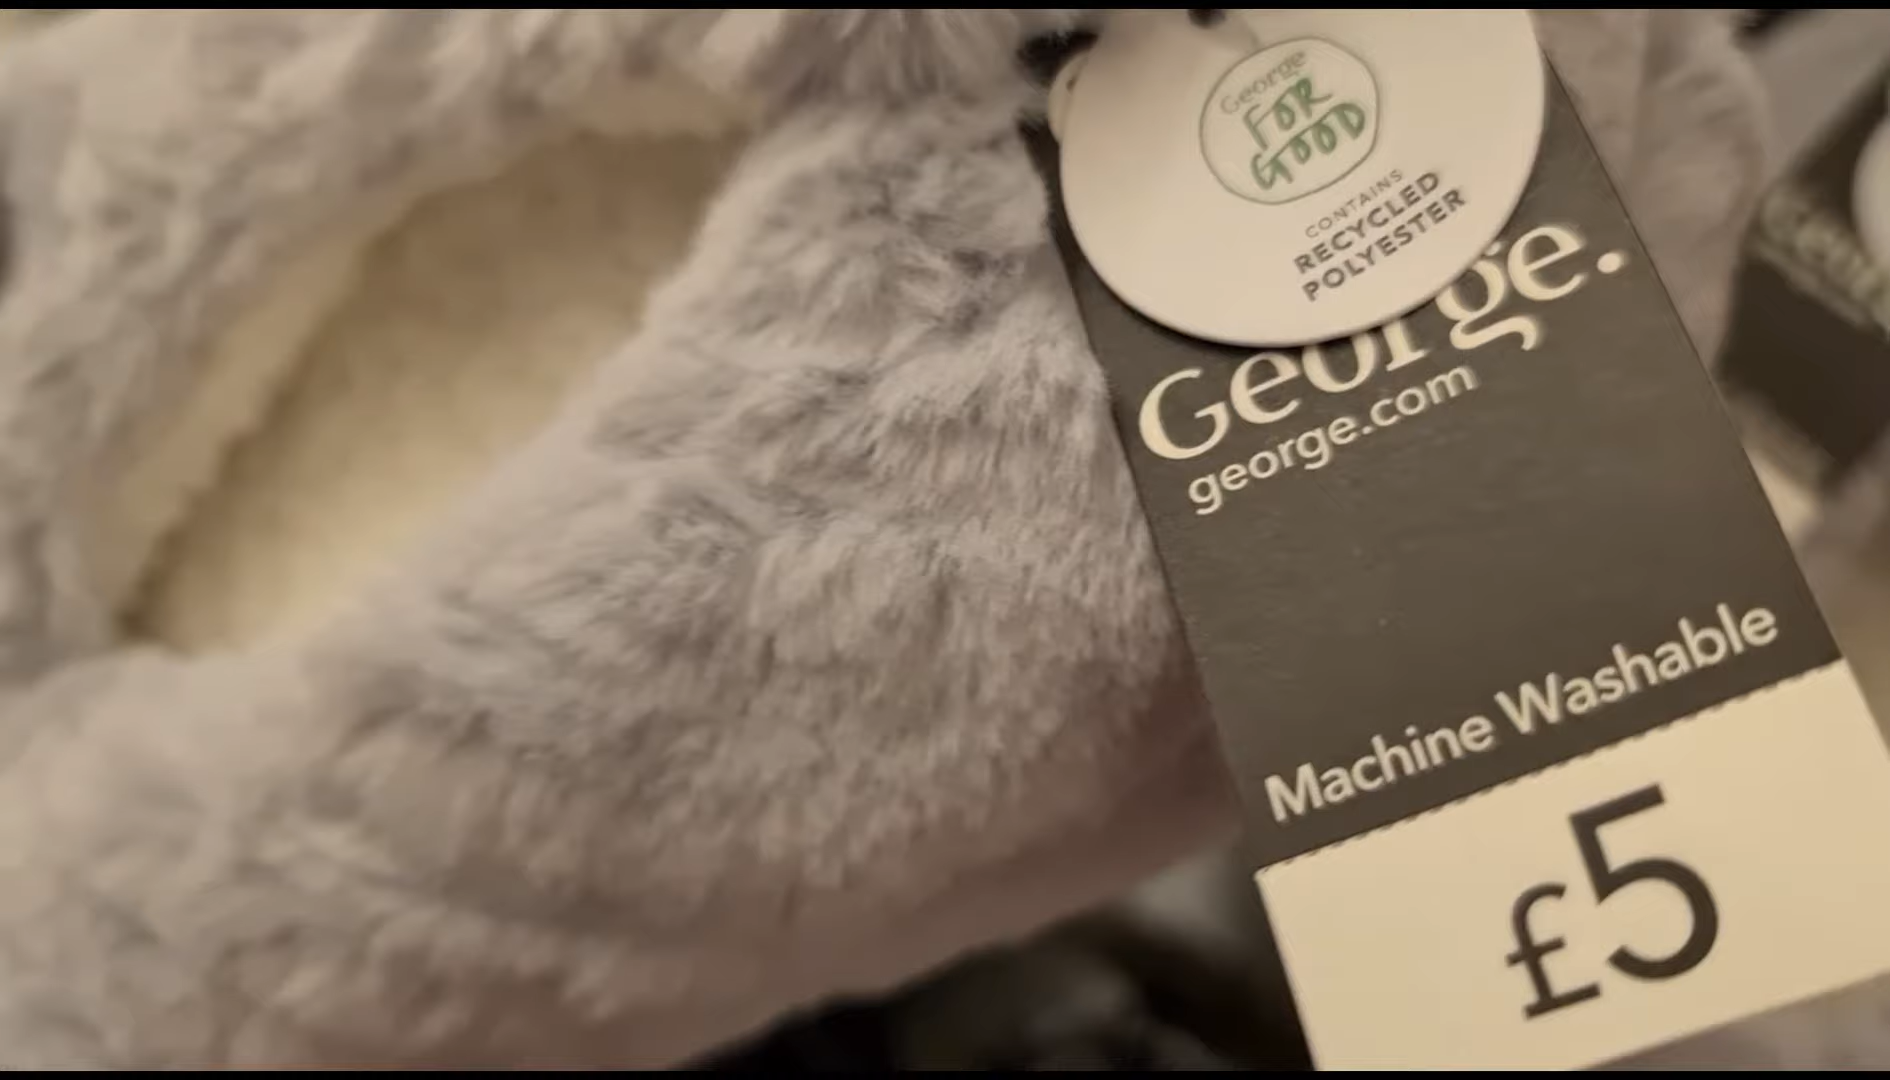 George
FOR
GOOD
CONTAINS
RECYCLED
POLYESTER
George.
george.com
Machine Washable
£5